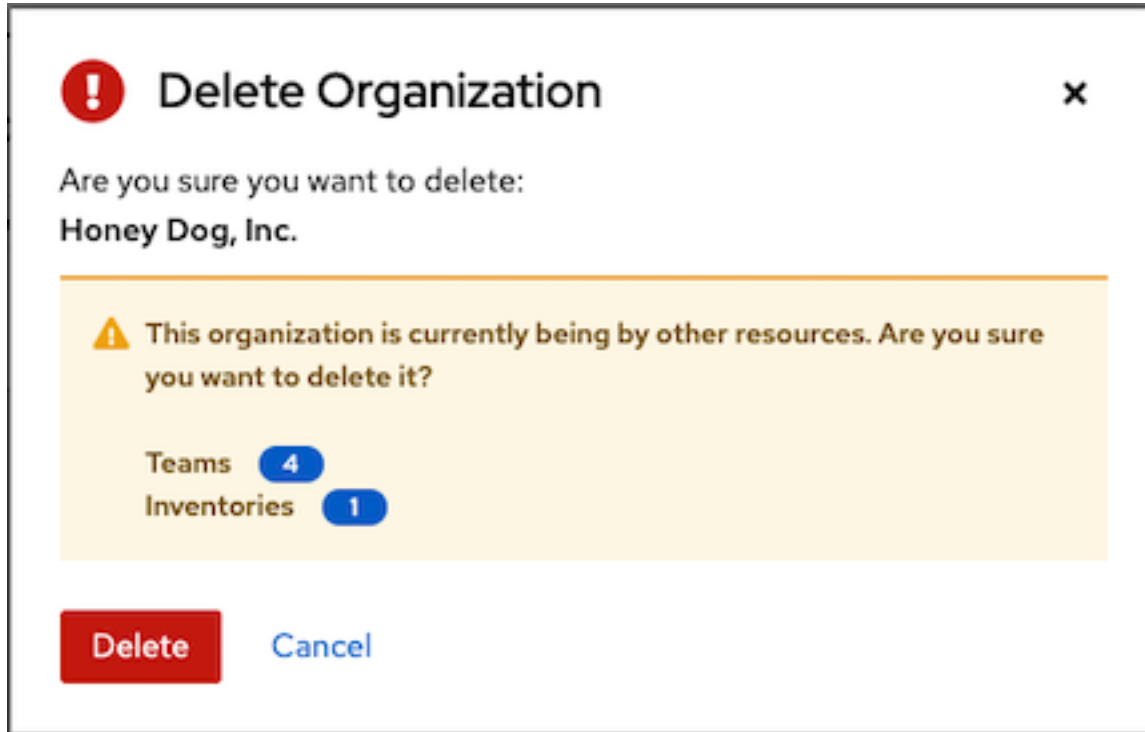 Delete Organization
Are you sure you want to delete:
Honey Dog, Inc.
This organization is currently being by other resources. Are you sure
you want to delete it?
Teams 4
Inventories 1
Delete Cancel